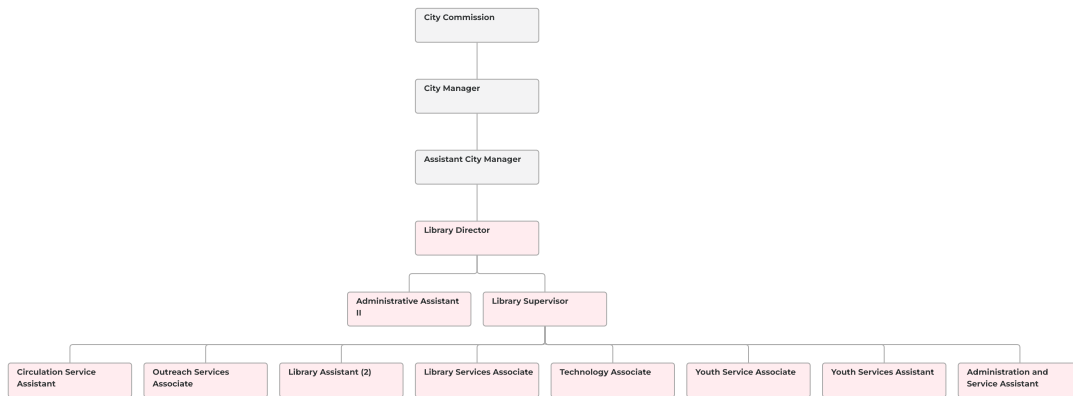 City Commission
City Manager
Assistant City Manager
Library Director
Administrative Assistant
II
Library Supervisor
Circulation Service
Assistant
Outreach Services
Associate
Library Assistant (2)
Library Services Associate
Technology Associate
Youth Service Associate
Youth Services Assistant
Administration and
Service Assistant